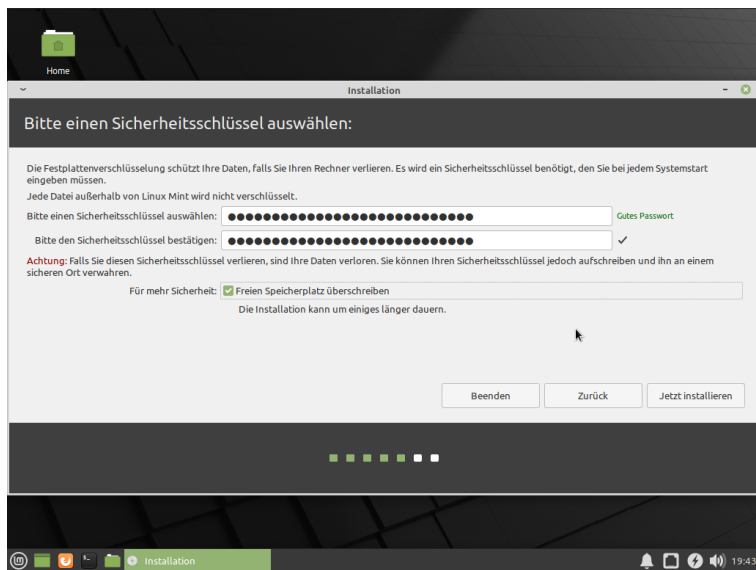 Home
Installation
Bitte einen Sicherheitsschlüssel auswählen:
Die Festplattenverschlüsselung schützt Ihre Daten, falls Sie Ihren Rechner verlieren. Es wird ein Sicherheitsschlüssel benötigt, den Sie bei jedem Systemstart
eingeben müssen.
Jede Datei außerhalb von Linux Mint wird nicht verschlüsselt.
Bitte einen Sicherheitsschlüssel auswählen: ●●●●●●●●●●●●●●●●●●●●●●●●●●●● Gutes Passwort
Bitte den Sicherheitsschlüssel bestätigen: ●●●●●●●●●●●●●●●●●●●●●●●●●●●●
Achtung: Falls Sie diesen Sicherheitsschlüssel verlieren, sind Ihre Daten verloren. Sie können Ihren Sicherheitsschlüssel jedoch aufschreiben und ihn an einem
sicheren Ort verwahren.
Für mehr Sicherheit: Freien Speicherplatz überschreiben
Die Installation kann um einiges länger dauern.
Beenden Zurück Jetzt installieren
Installation 19:43